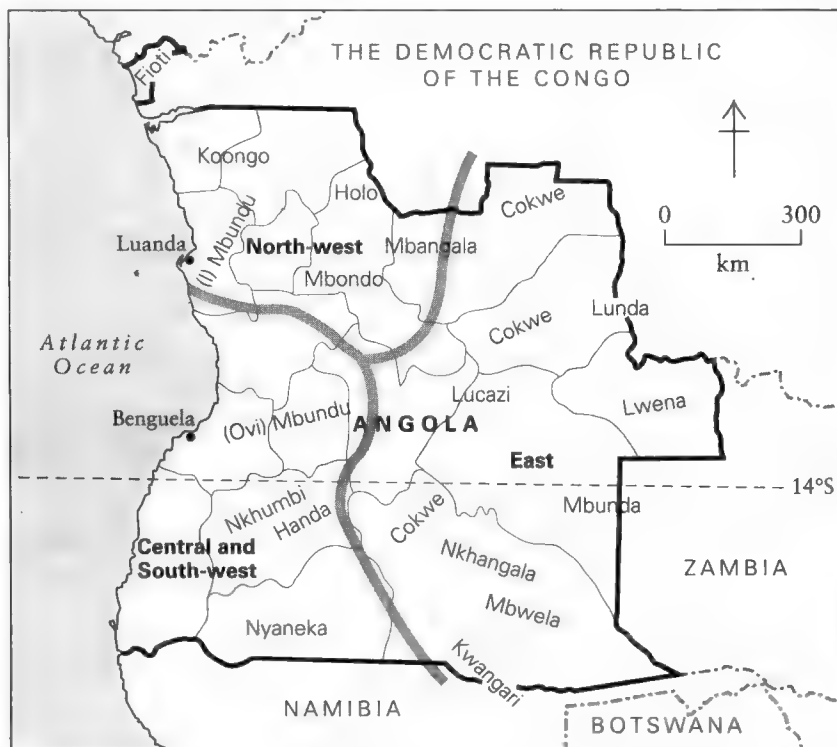 THE DEMOCRATIC REPUBLIC
OF THE CONGO
Fioti
Koongo
Holo
Cokwe
0 300
km
(I) Mbundu
Luanda
North-west
Mbangala
Mbondo
Atlantic
Ocean
Cokwe
Lunda
Lucazi
Lwena
Benguela
(Ovi) Mbundu
ANGOLA
East
14°S
Nkhumbi
Handa
Cokwe
Mbunda
Central and
South-west
Nkhangala
ZAMBIA
Mbwela
Nyaneka
Kwangari
NAMIBIA
BOTSWANA